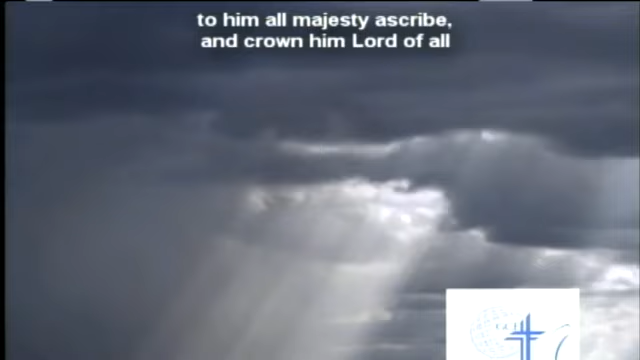 to him all majesty ascribe,
and crown him Lord of all